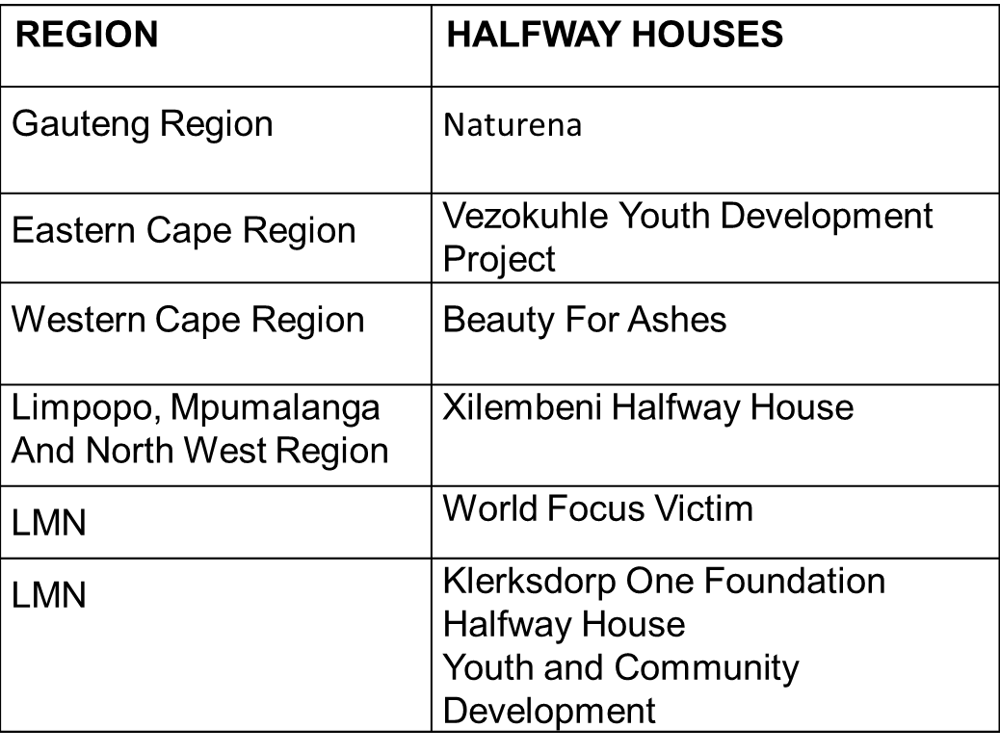 REGION
HALFWAY HOUSES
Gauteng Region
Naturena
Eastern Cape Region
Vezokuhle Youth Development
Project
Western Cape Region
Beauty For Ashes
Limpopo, Mpumalanga
And North West Region
Xilembeni Halfway House
LMN
World Focus Victim
LMN
Klerksdorp One Foundation
Halfway House
Youth and Community
Development